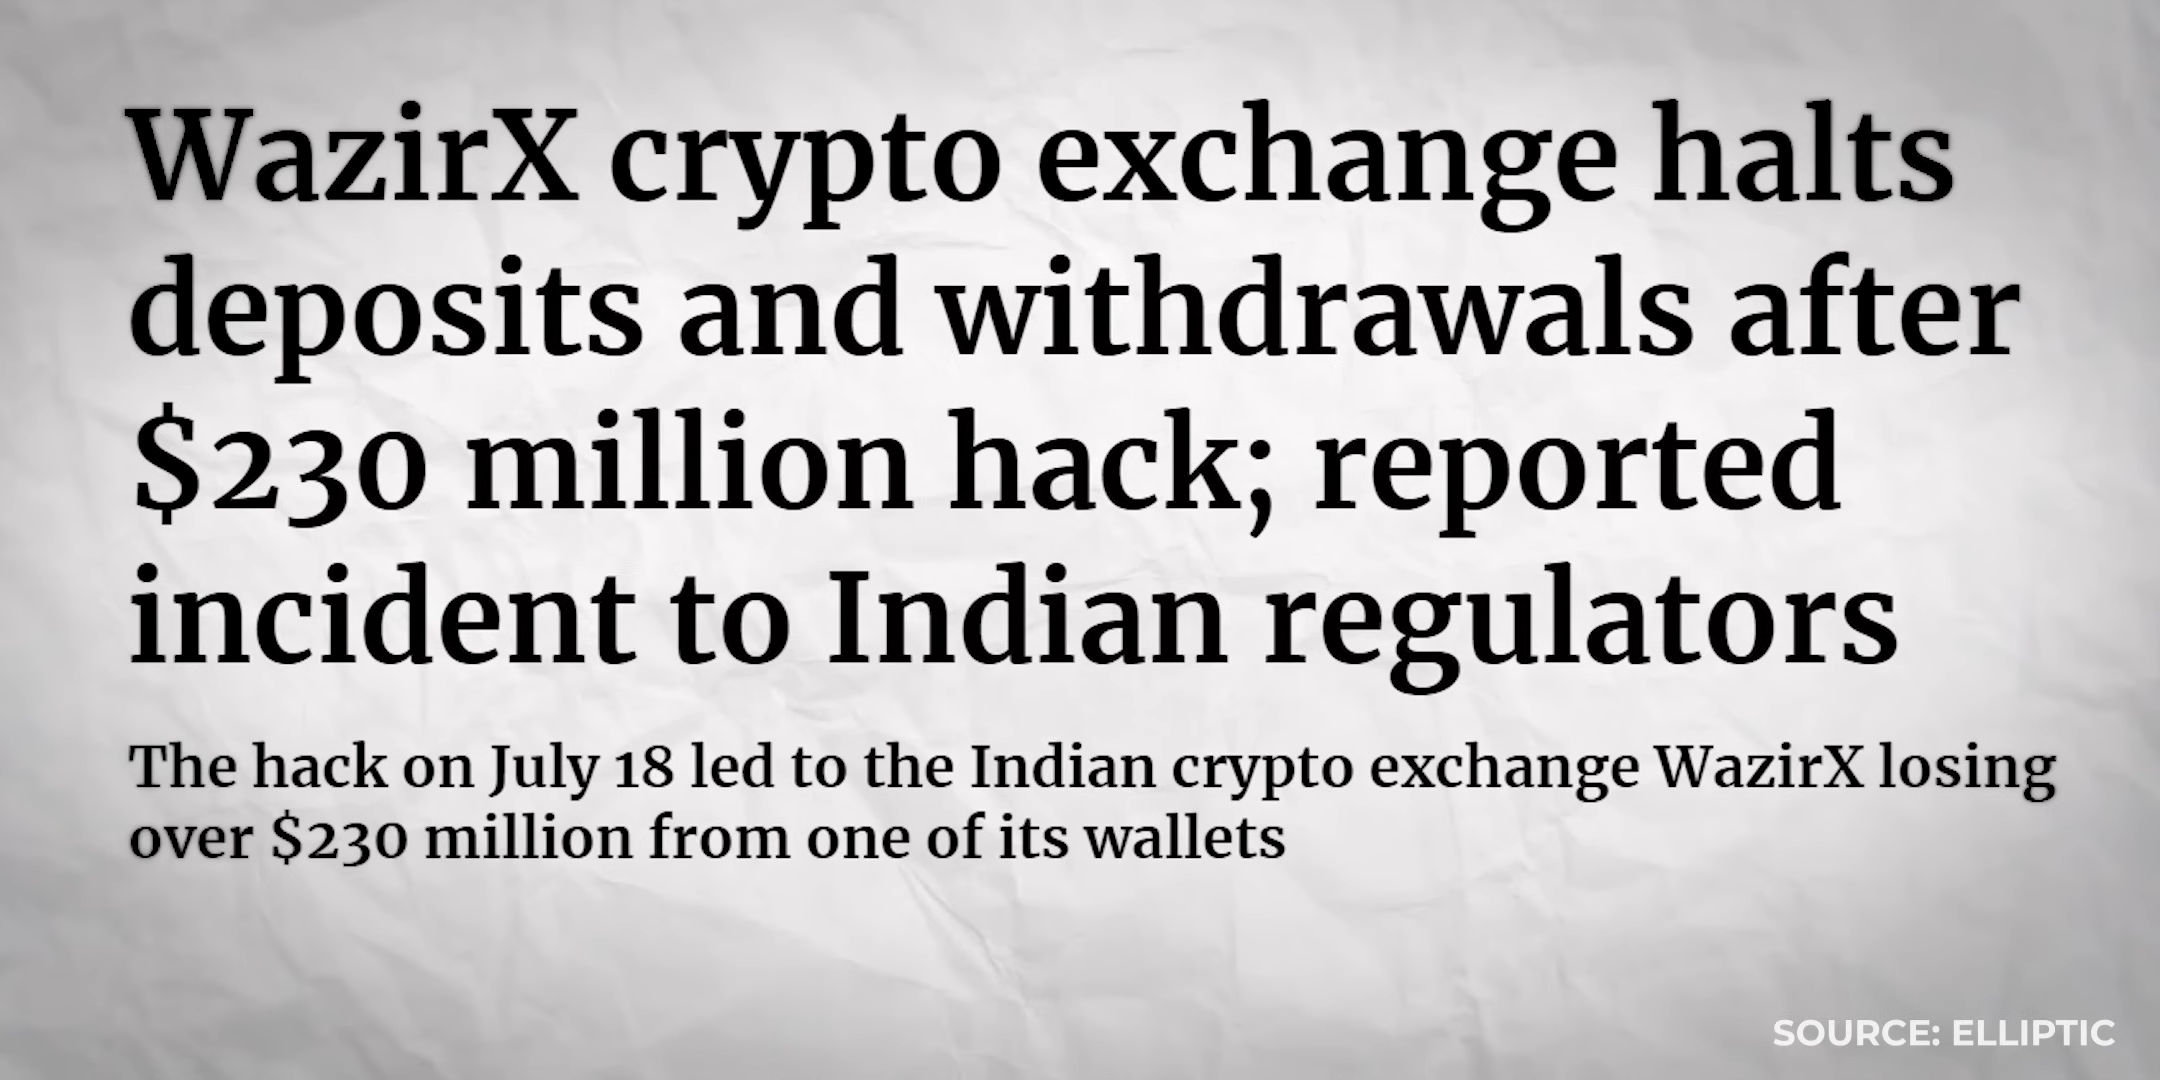 WazirX crypto exchange halts
deposits and withdrawals after
$230 million hack; reported
incident to Indian regulators
The hack on July 18 led to the Indian crypto exchange WazirX losing
over $230 million from one of its wallets
SOURCE: ELLIPTIC